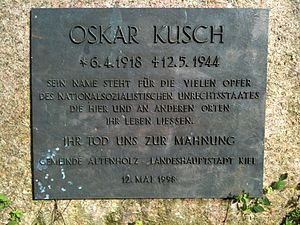 OSKAR KUSCH
✶ 6.4.1918 ✝ 12.5.1944
SEIN NAME STEHT FÜR DIE VIELEN OPFER
DES NATIONALSOZIALISTISCHEN UNRECHTSSTAATES
DIE HIER UND AN ANDEREN ORTEN
IHR LEBEN LIESSEN.
IHR TOD UNS ZUR MAHNUNG
GEMEINDE ALTENHOLZ - LANDESHAUPTSTADT KIEL
12. MAI 1998